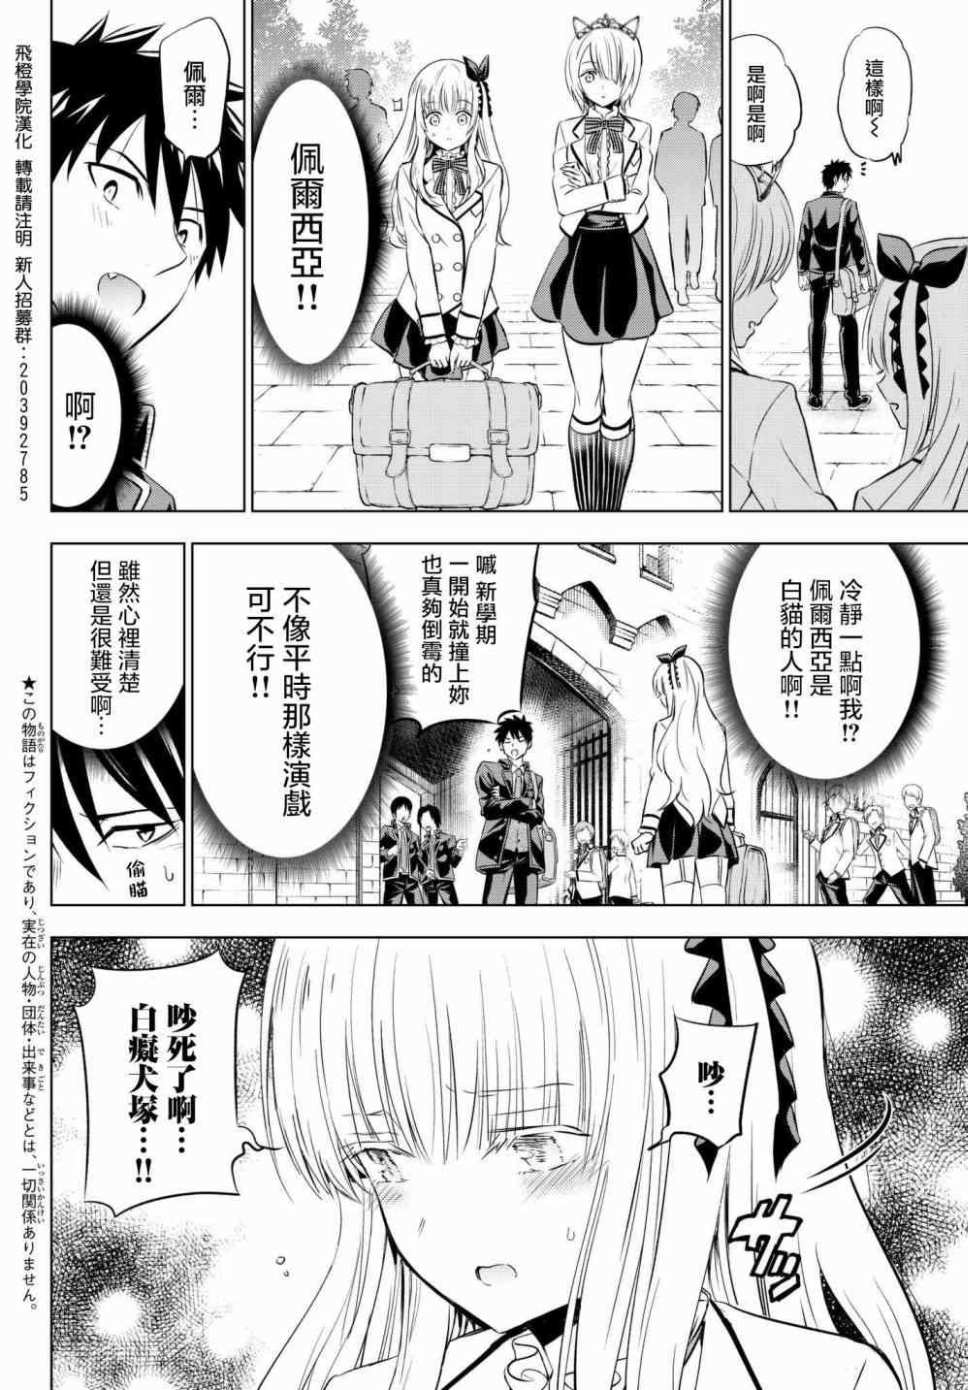 這樣啊～
是啊是啊
佩爾西亞!!
佩爾…
啊!?
冷靜一點啊我!?
佩爾西亞是
白貓的人啊!!
嘁 新學期
一開始就撞上妳
也真夠倒霉的
不像平時那樣演戲
可不行!!
雖然心裡清楚
但還是很難受啊…
偷瞄
吵…
吵死了啊…
白癡犬塚…!!
サッ
飛橙學院漢化 轉載請注明 新人招募群：20392785
★この物語はフィクションであり、実在の人物・団体・出来事などとは、一切関係ありません。